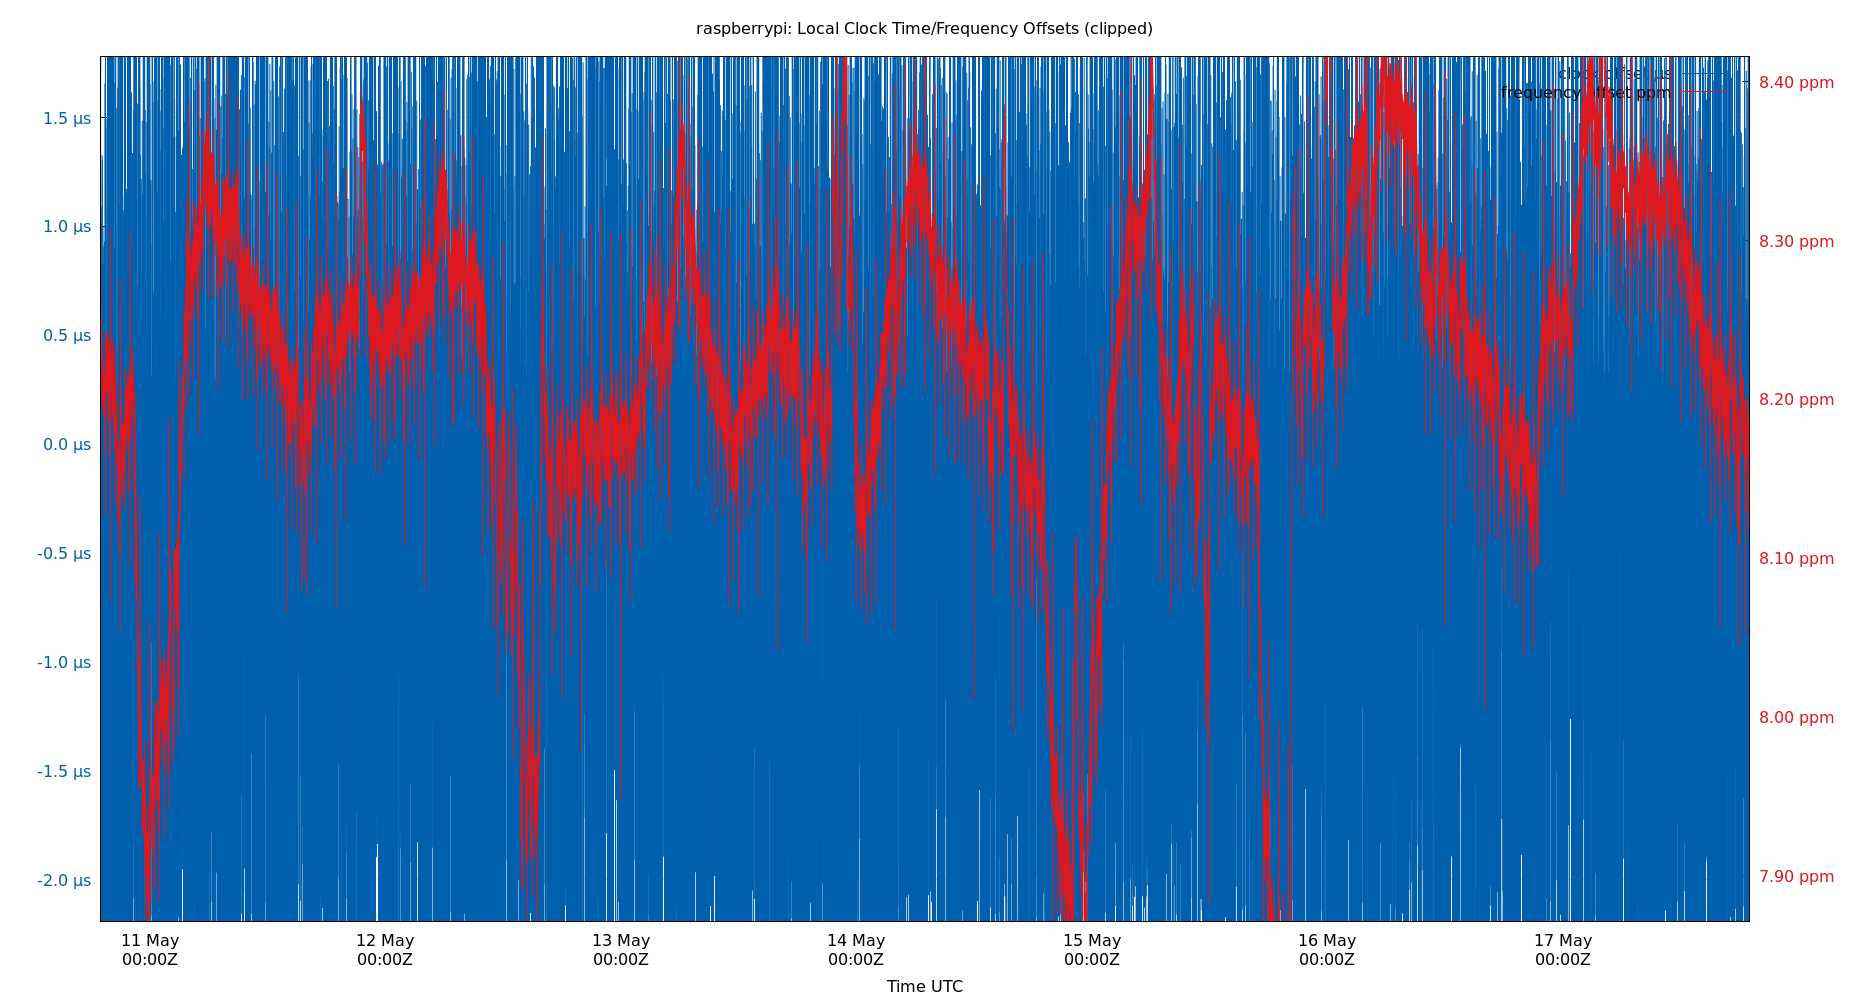 raspberrypi: Local Clock Time/Frequency Offsets (clipped)
clock offset µs
frequency offset ppm
1.5 µs
1.0 µs
0.5 µs
0.0 µs
-0.5 µs
-1.0 µs
-1.5 µs
-2.0 µs
8.40 ppm
8.30 ppm
8.20 ppm
8.10 ppm
8.00 ppm
7.90 ppm
11 May 12 May 13 May 14 May 15 May 16 May 17 May
00:00Z 00:00Z 00:00Z 00:00Z 00:00Z 00:00Z 00:00Z
Time UTC